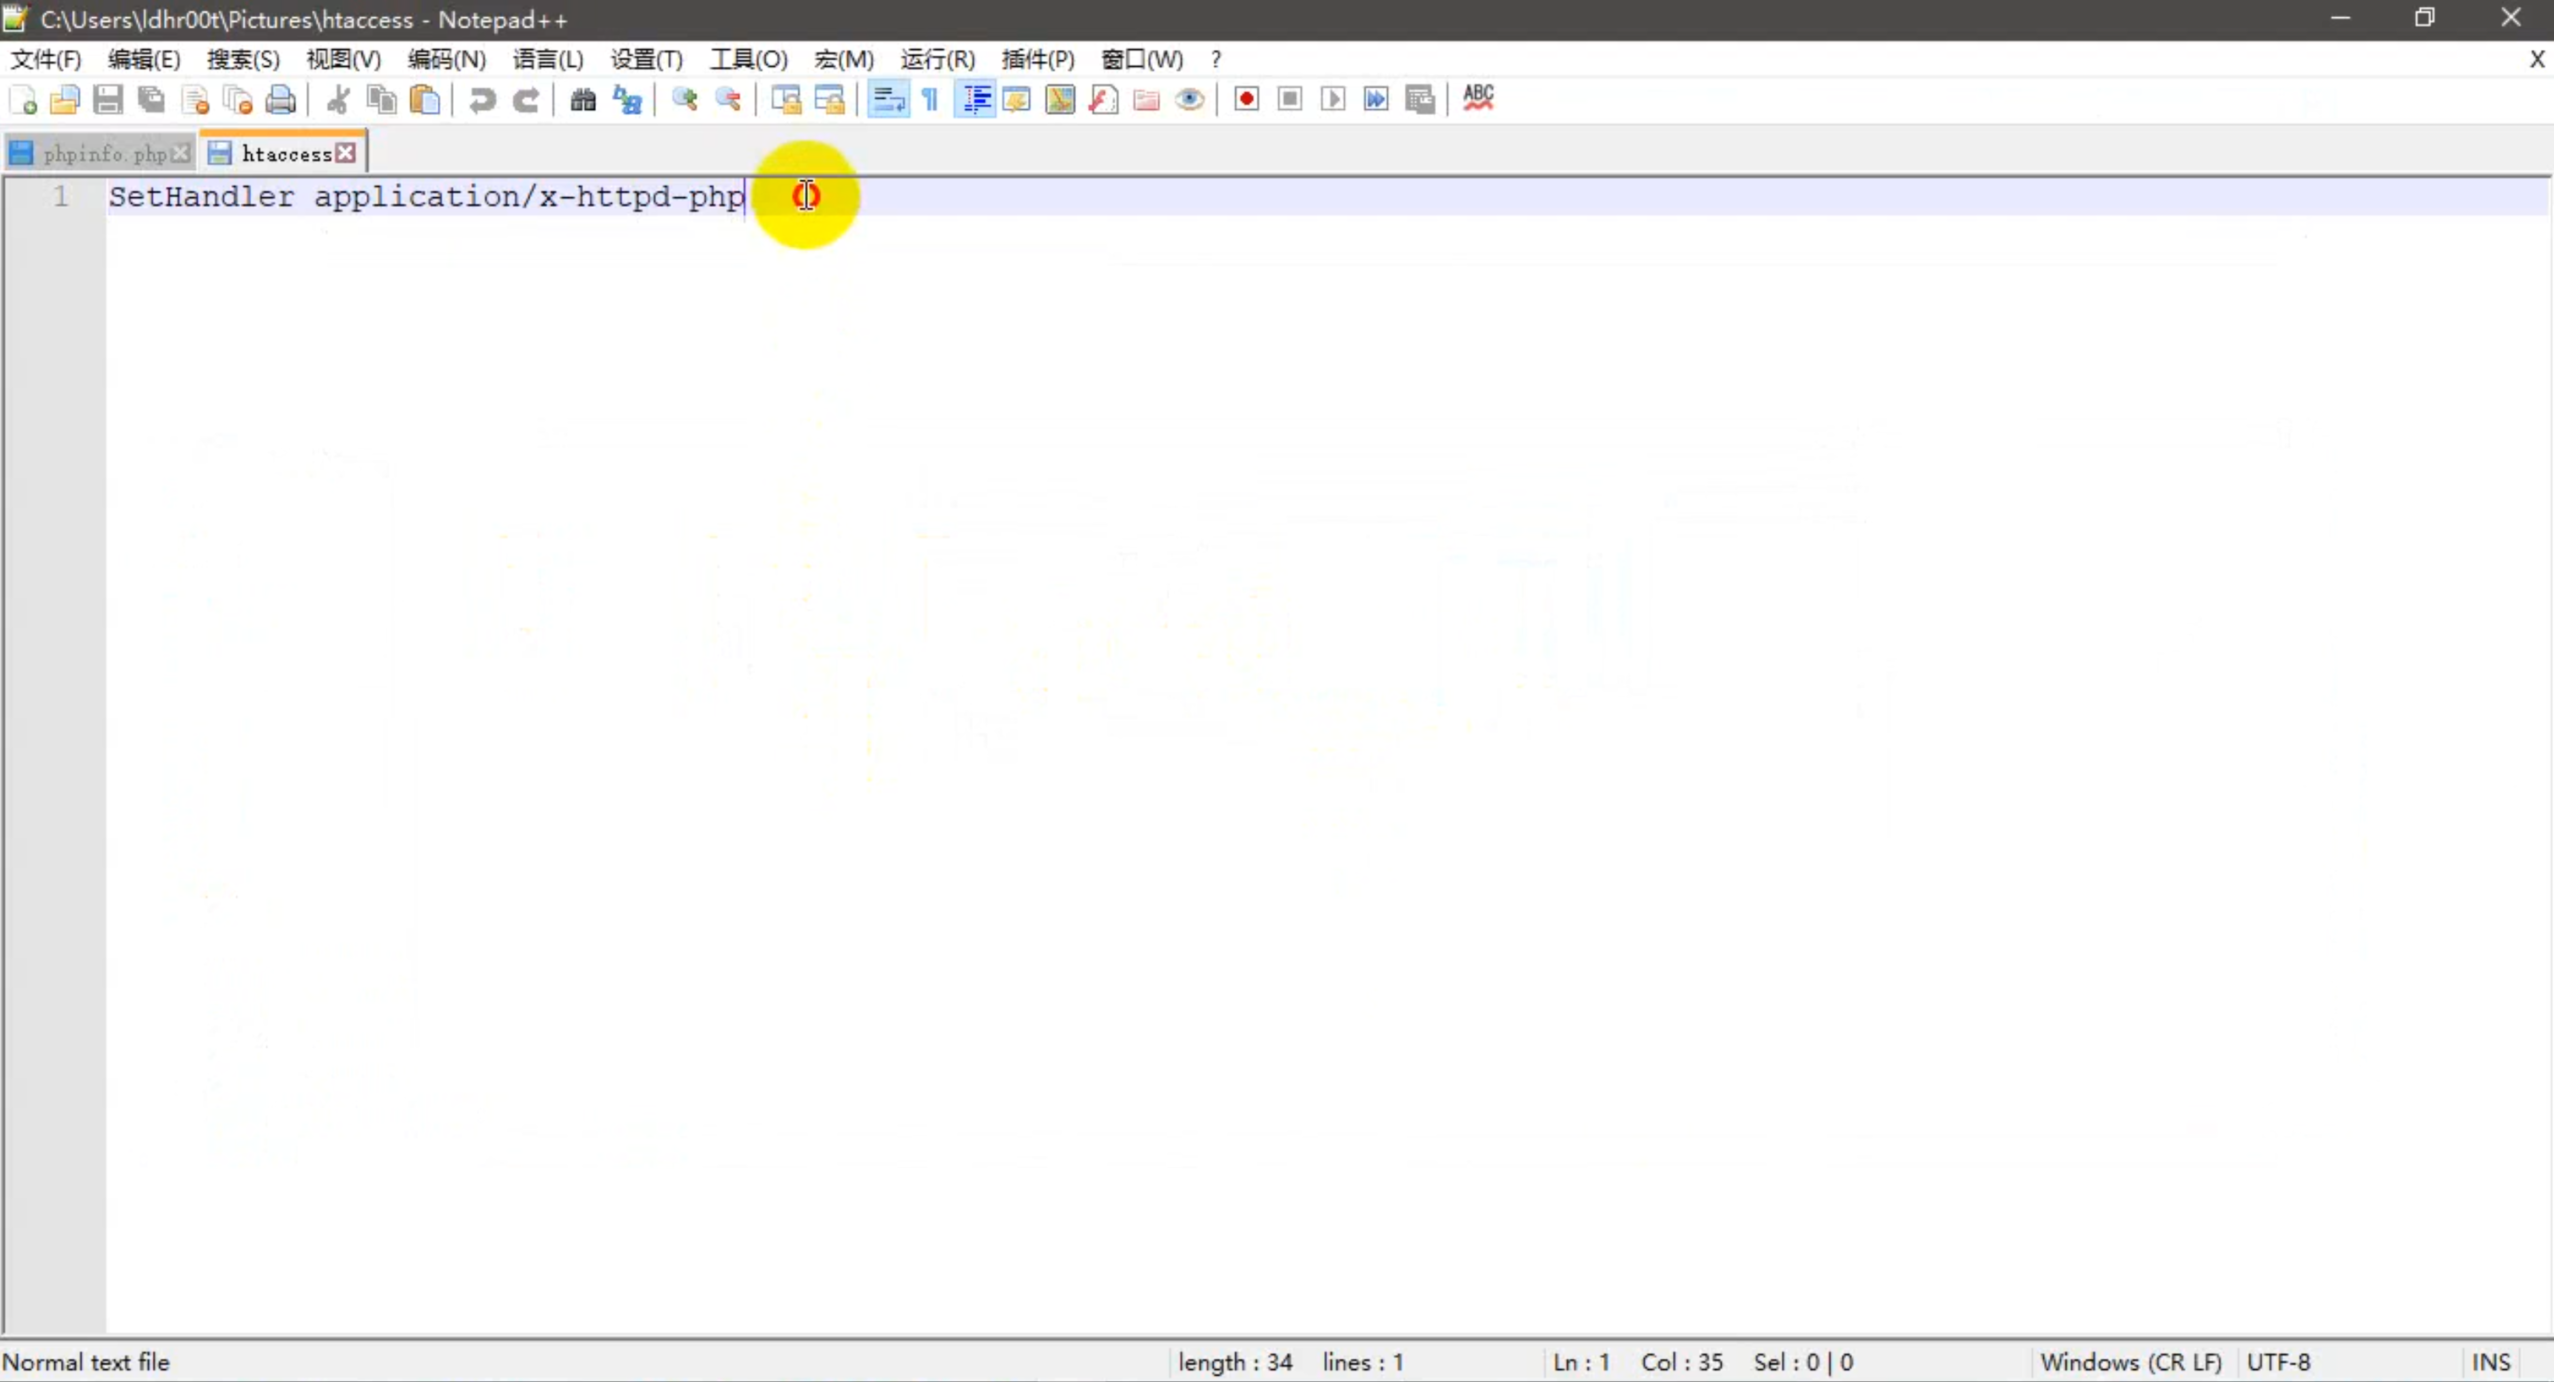 C:\Users\ldhr00t\Pictures\htaccess - Notepad++
文件(F) 编辑(E) 搜索(S) 视图(V) 编码(N) 语言(L) 设置(T) 工具(O) 宏(M) 运行(R) 插件(P) 窗口(W) ? X
ABC
phpinfo.php htaccess
1 SetHandler application/x-httpd-php
Normal text file length : 34 lines : 1 Ln : 1 Col : 35 Sel : 0 | 0 Windows (CR LF) UTF-8 INS